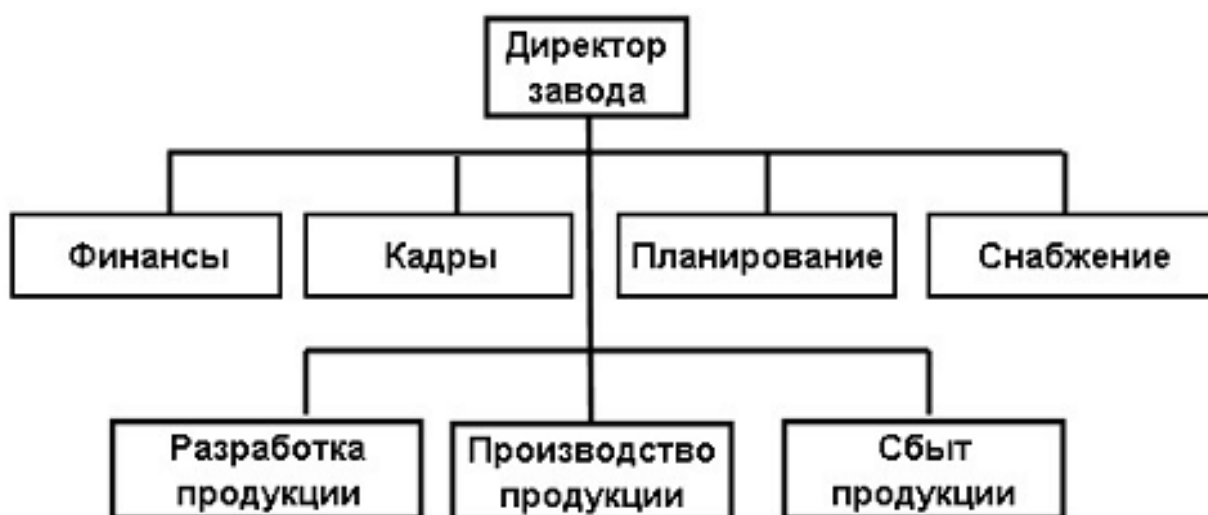 Директор
завода
Финансы
Кадры
Планирование
Снабжение
Разработка
продукции
Производство
продукции
Сбыт
продукции